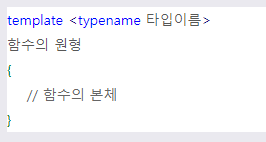 template <typename 타입이름>
함수의 원형
{
    // 함수의 본체
}